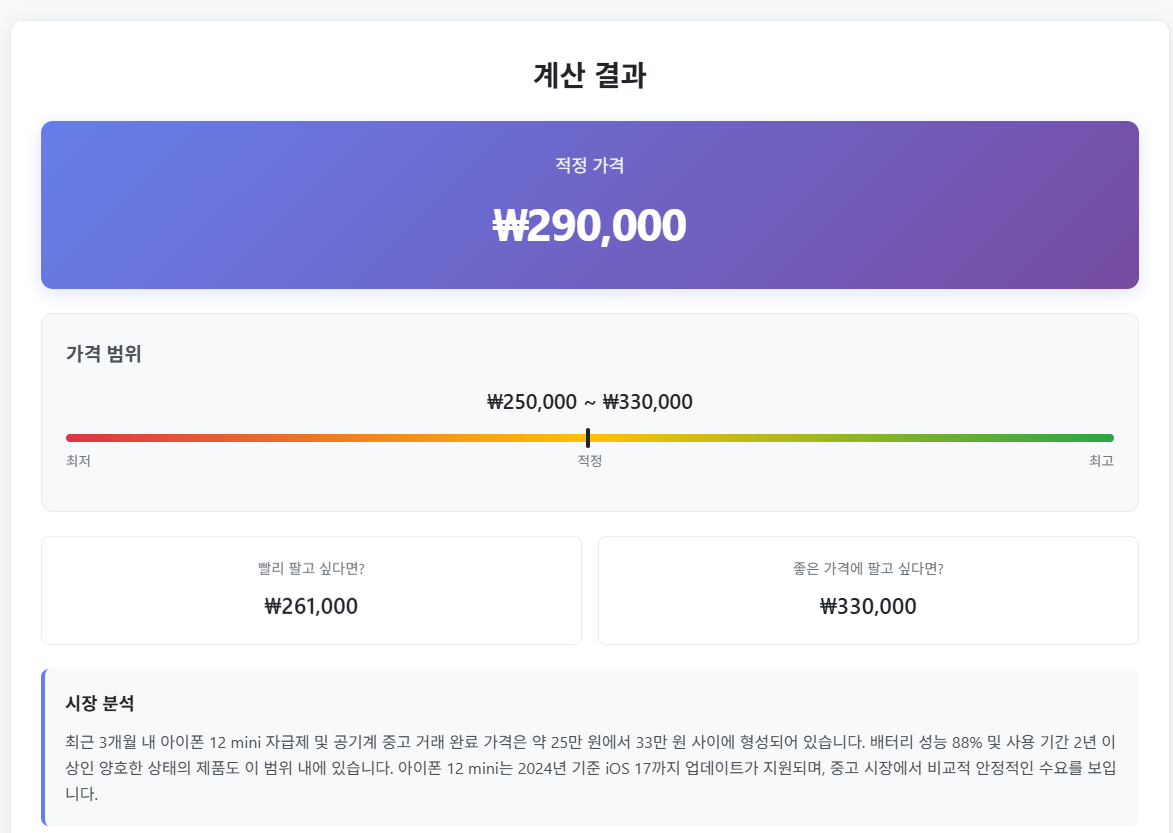 계산 결과
적정 가격
₩290,000
가격 범위
₩250,000 ~ ₩330,000
최저
적정
최고
빨리 팔고 싶다면?
₩261,000
좋은 가격에 팔고 싶다면?
₩330,000
시장 분석
최근 3개월 내 아이폰 12 mini 자급제 및 공기계 중고 거래 완료 가격은 약 25만 원에서 33만 원 사이에 형성되어 있습니다. 배터리 성능 88% 및 사용 기간 2년 이
상인 양호한 상태의 제품도 이 범위 내에 있습니다. 아이폰 12 mini는 2024년 기준 iOS 17까지 업데이트가 지원되며, 중고 시장에서 비교적 안정적인 수요를 보입
니다.